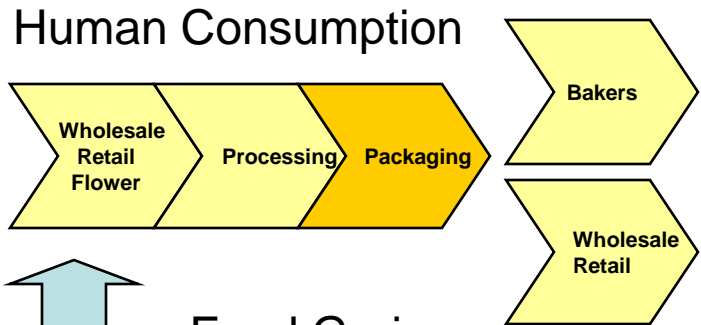 Human Consumption
Bakers
Wholesale
Retail
Flower
Processing
Packaging
Wholesale
Retail